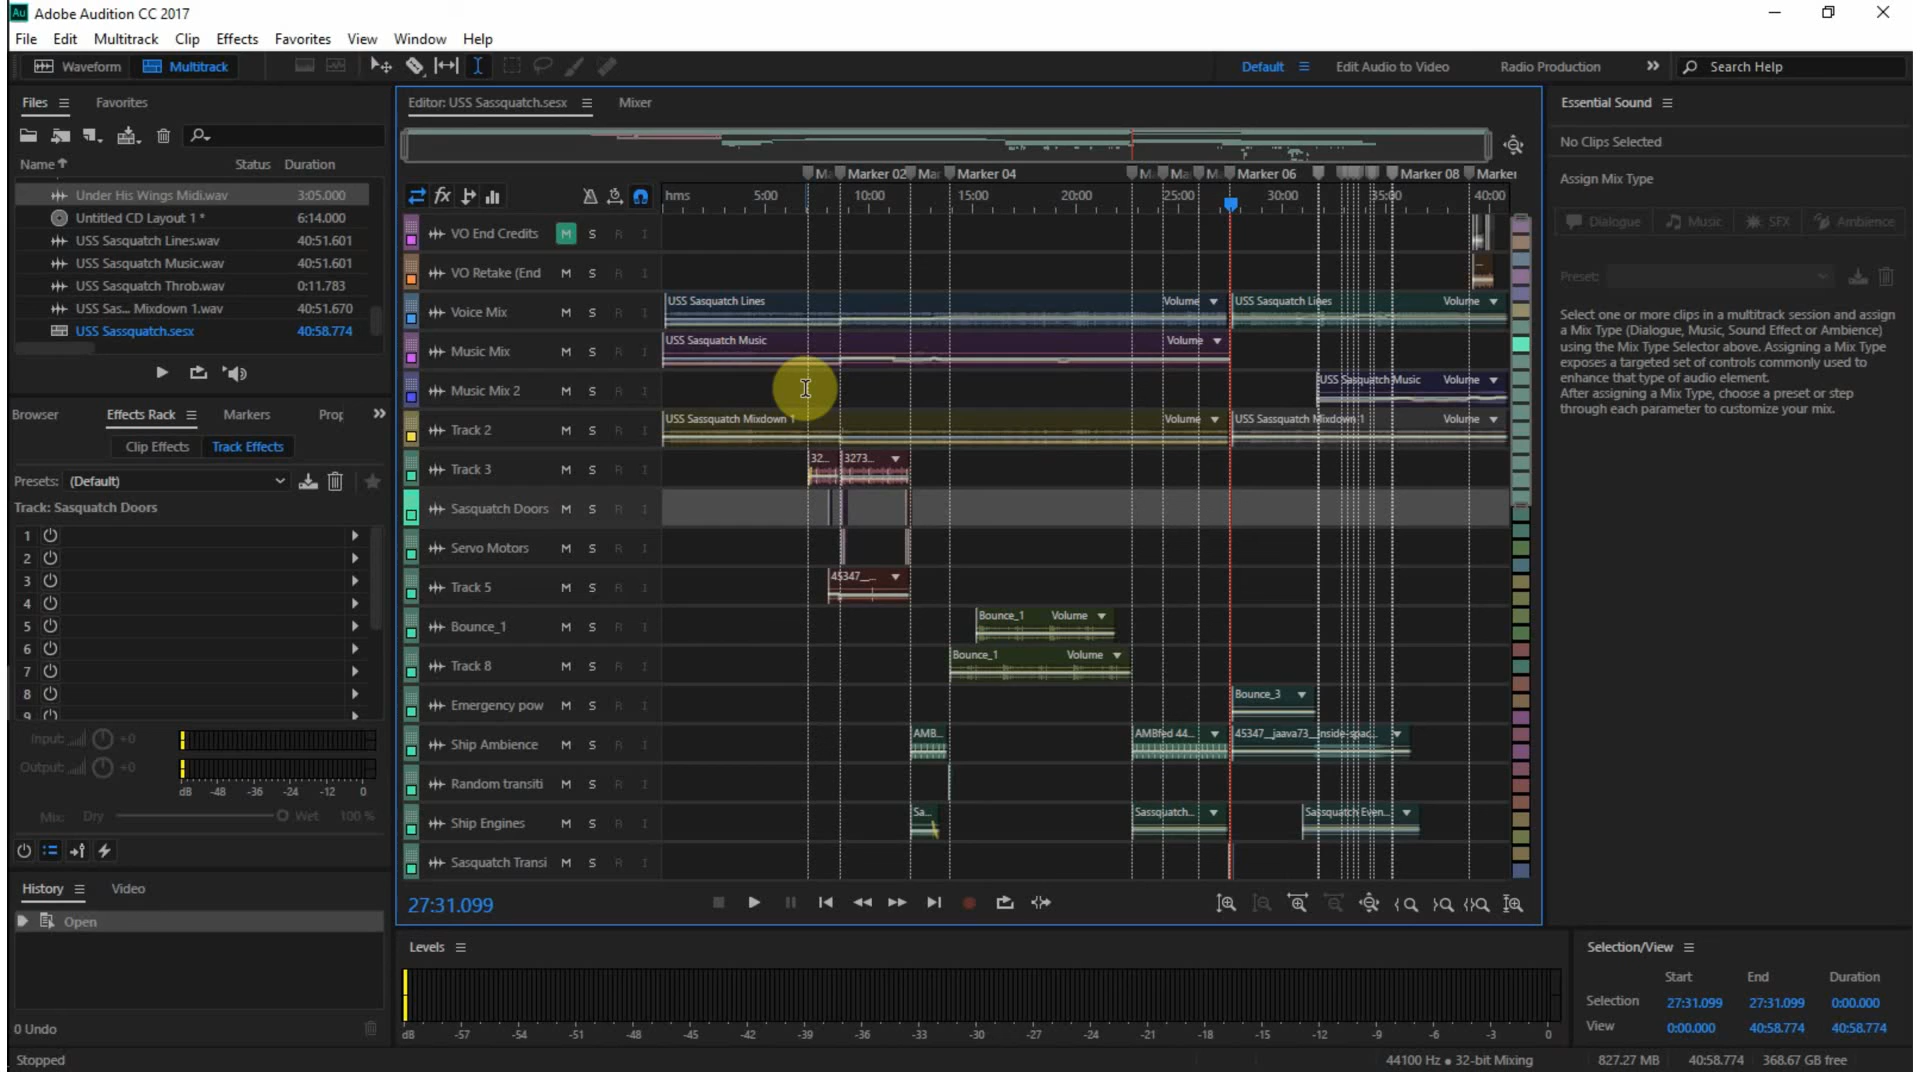 Au Adobe Audition CC 2017
File Edit Multitrack Clip Effects Favorites View Window Help
Waveform Multitrack Default Edit Audio to Video Radio Production Search Help
Files Favorites
Name Status Duration
Under His Wings Midi.wav 3:05.000
Untitled CD Layout 1 * 6:14.000
USS Sasquatch Lines.wav 40:51.601
USS Sasquatch Music.wav 40:51.601
USS Sasquatch Throb.wav 0:11.783
USS Sas... Mixdown 1.wav 40:51.670
USS Sassquatch.sesx 40:58.774
Browser Effects Rack Markers Prop
Clip Effects Track Effects
Presets: (Default)
Track: Sasquatch Doors
1
2
3
4
5
6
7
8
9
Input: +0
Output: +0
dB -48 -36 -24 -12 0
Mix: Dry Wet 100 %
History Video
Open
0 Undo
Stopped
Editor: USS Sassquatch.sesx Mixer
Ma Marker 02 Mar Marker 04 M Ma M Marker 06 Marker 08 Marker
hms 5:00 10:00 15:00 20:00 25:00 30:00 35:00 40:00
VO End Credits M S R I
VO Retake (End M S R I
Voice Mix M S R I USS Sasquatch Lines Volume USS Sasquatch Lines Volume
Music Mix M S R I USS Sasquatch Music Volume
Music Mix 2 M S R I USS Sasquatch Music Volume
Track 2 M S R I USS Sassquatch Mixdown 1 Volume USS Sassquatch Mixdown 1 Volume
Track 3 M S R I 32... 3273...
Sasquatch Doors M S R I
Servo Motors M S R I
Track 5 M S R I 45347__...
Bounce_1 M S R I Bounce_1 Volume
Track 8 M S R I Bounce_1 Volume
Emergency pow M S R I Bounce_3
Ship Ambience M S R I AMB... AMBfed 44... 45347__jaava73__inside-spac...
Random transiti M S R I
Ship Engines M S R I Sa... Sassquatch... Sassquatch Even...
Sasquatch Transi M S R I
27:31.099
Levels
dB -57 -54 -51 -48 -45 -42 -39 -36 -33 -30 -27 -24 -21 -18 -15 -12 -9 -6 -3 0
Essential Sound
No Clips Selected
Assign Mix Type
Dialogue Music SFX Ambience
Preset:
Select one or more clips in a multitrack session and assign
a Mix Type (Dialogue, Music, Sound Effect or Ambience)
using the Mix Type Selector above. Assigning a Mix Type
exposes a targeted set of controls commonly used to
enhance that type of audio element.
After assigning a Mix Type, choose a preset or step
through each parameter to customize your mix.
Selection/View
Start End Duration
Selection 27:31.099 27:31.099 0:00.000
View 0:00.000 40:58.774 40:58.774
44100 Hz ● 32-bit Mixing 827.27 MB 40:58.774 368.67 GB free